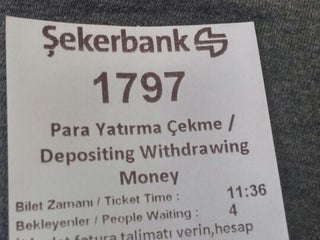 Şekerbank
1797
Para Yatırma Çekme /
Depositing Withdrawing
Money
Bilet Zamanı / Ticket Time : 11:36
Bekleyenler / People Waiting : 4
fatura talimatı verin,hesap